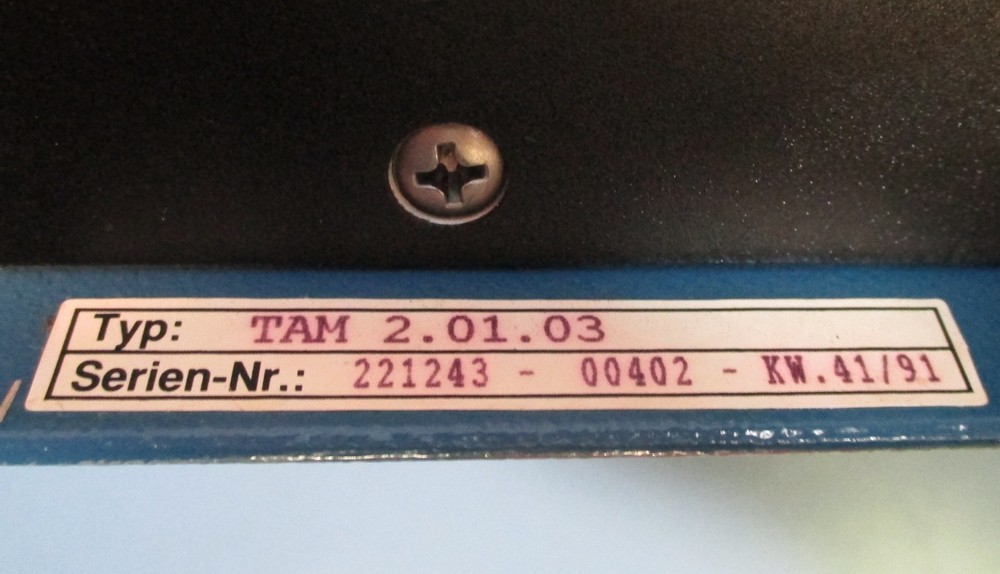 Typ: TAM 2.01.03
Serien-Nr.: 221243 - 00402 - KW.41/91